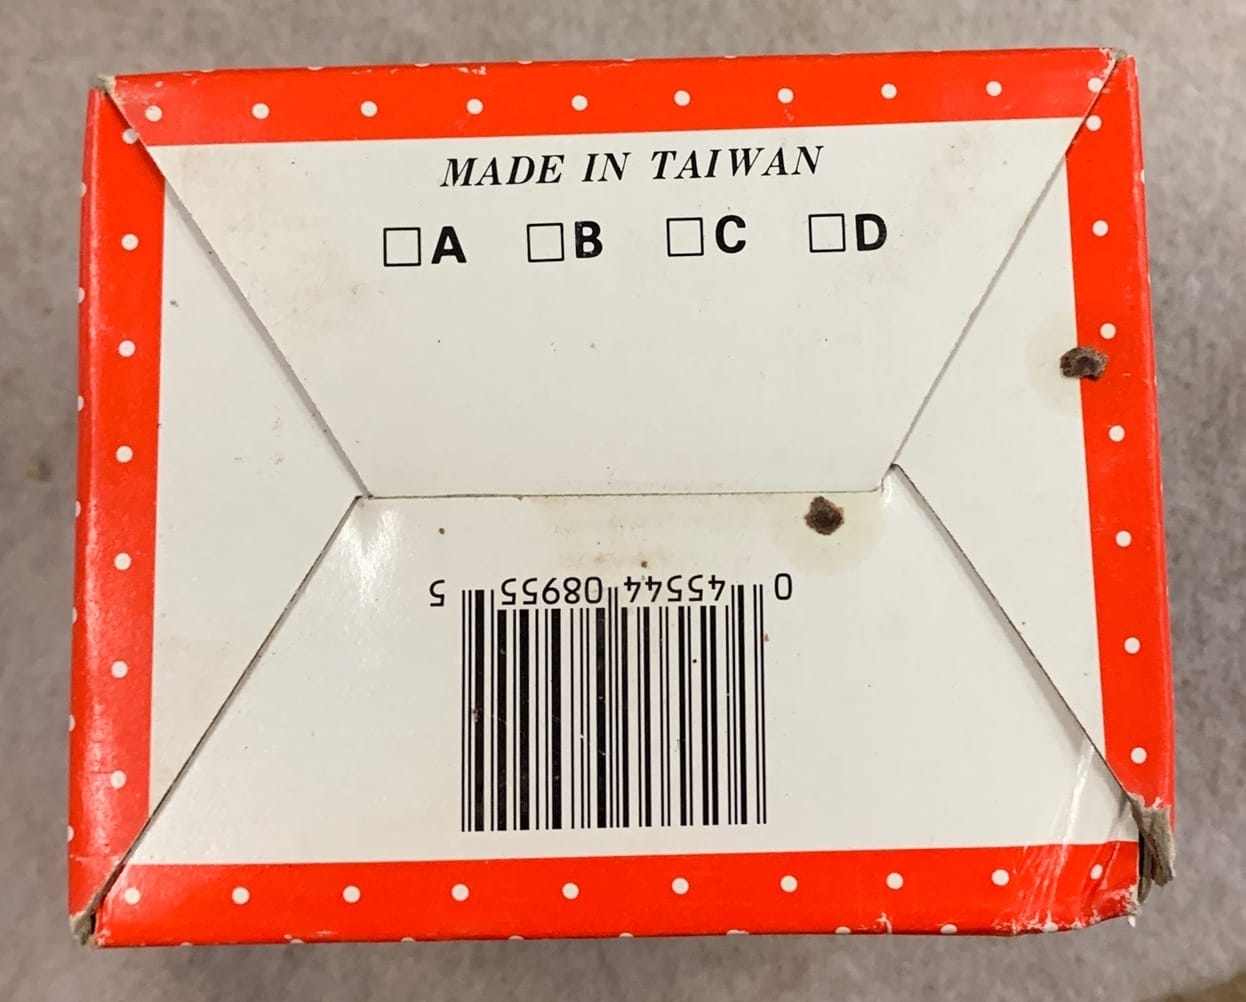 MADE IN TAIWAN
☐ A ☐ B ☐ C ☐ D
0 45544 08955 5